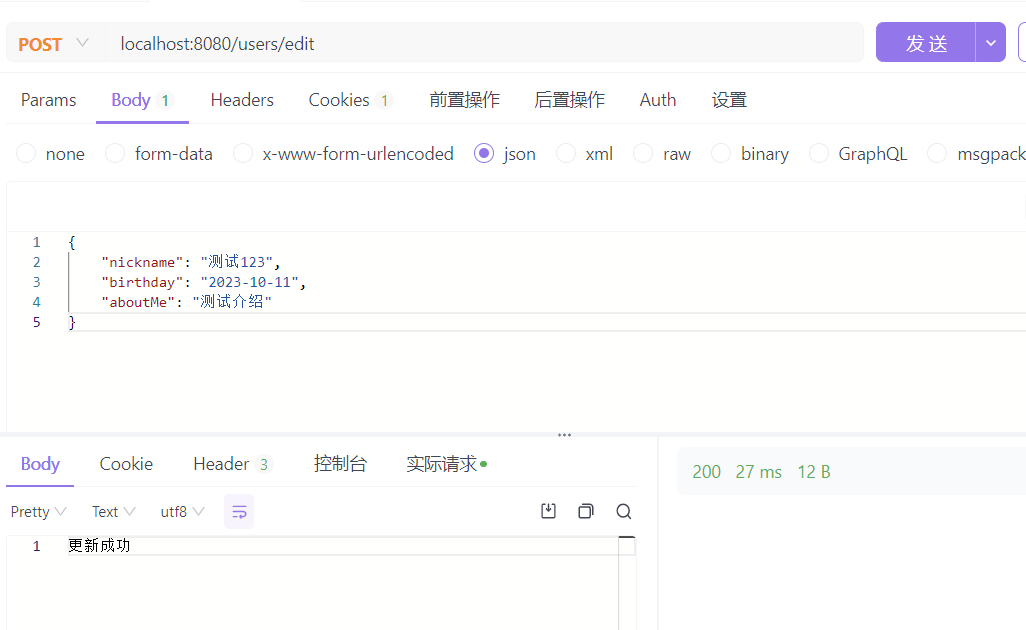 POST localhost:8080/users/edit 发送
Params Body 1 Headers Cookies 1 前置操作 后置操作 Auth 设置
none form-data x-www-form-urlencoded json xml raw binary GraphQL msgpack
1 {
2 "nickname": "测试123",
3 "birthday": "2023-10-11",
4 "aboutMe": "测试介绍"
5 }
Body Cookie Header 3 控制台 实际请求
200 27 ms 12 B
Pretty Text utf8
1 更新成功